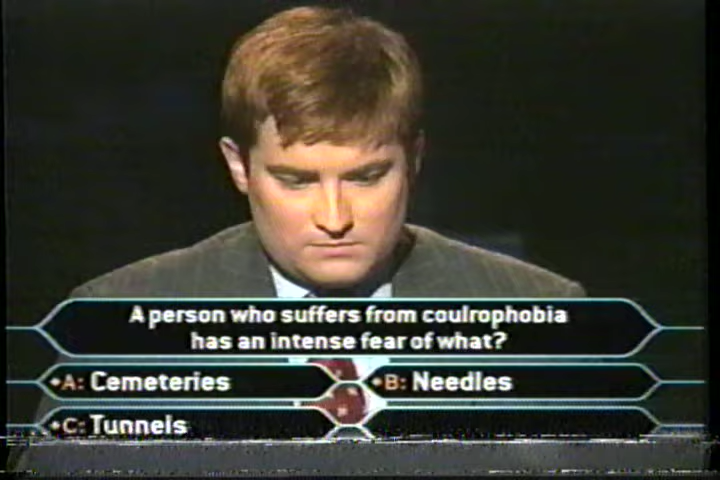 A person who suffers from coulrophobia
has an intense fear of what?
•A: Cemeteries
•B: Needles
•C: Tunnels